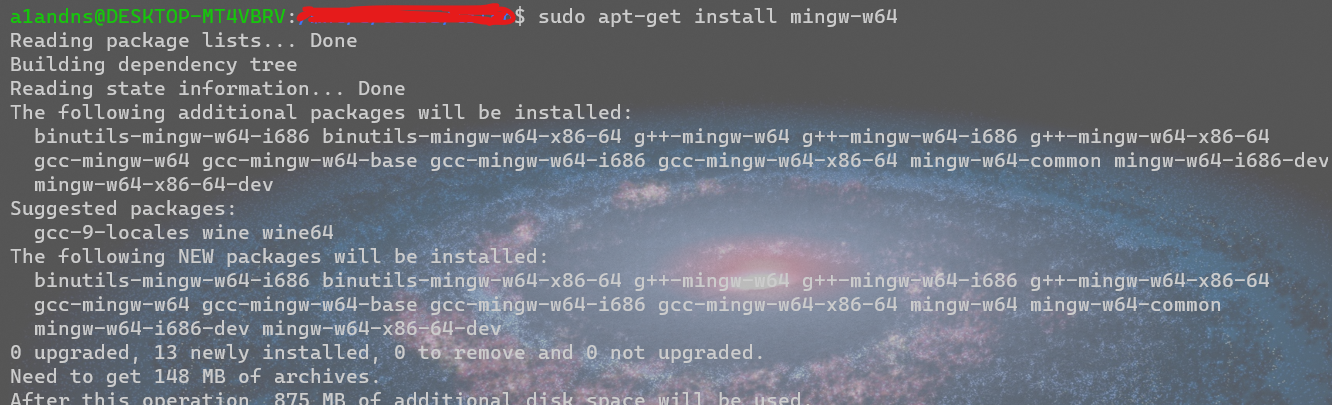 a1andns@DESKTOP-MT4VBRV:$ sudo apt-get install mingw-w64
Reading package lists... Done
Building dependency tree
Reading state information... Done
The following additional packages will be installed:
binutils-mingw-w64-i686 binutils-mingw-w64-x86-64 g++-mingw-w64 g++-mingw-w64-i686 g++-mingw-w64-x86-64
gcc-mingw-w64 gcc-mingw-w64-base gcc-mingw-w64-i686 gcc-mingw-w64-x86-64 mingw-w64-common mingw-w64-i686-dev
mingw-w64-x86-64-dev
Suggested packages:
gcc-9-locales wine wine64
The following NEW packages will be installed:
binutils-mingw-w64-i686 binutils-mingw-w64-x86-64 g++-mingw-w64 g++-mingw-w64-i686 g++-mingw-w64-x86-64
gcc-mingw-w64 gcc-mingw-w64-base gcc-mingw-w64-i686 gcc-mingw-w64-x86-64 mingw-w64 mingw-w64-common
mingw-w64-i686-dev mingw-w64-x86-64-dev
0 upgraded, 13 newly installed, 0 to remove and 0 not upgraded.
Need to get 148 MB of archives.
After this operation, 875 MB of additional disk space will be used.